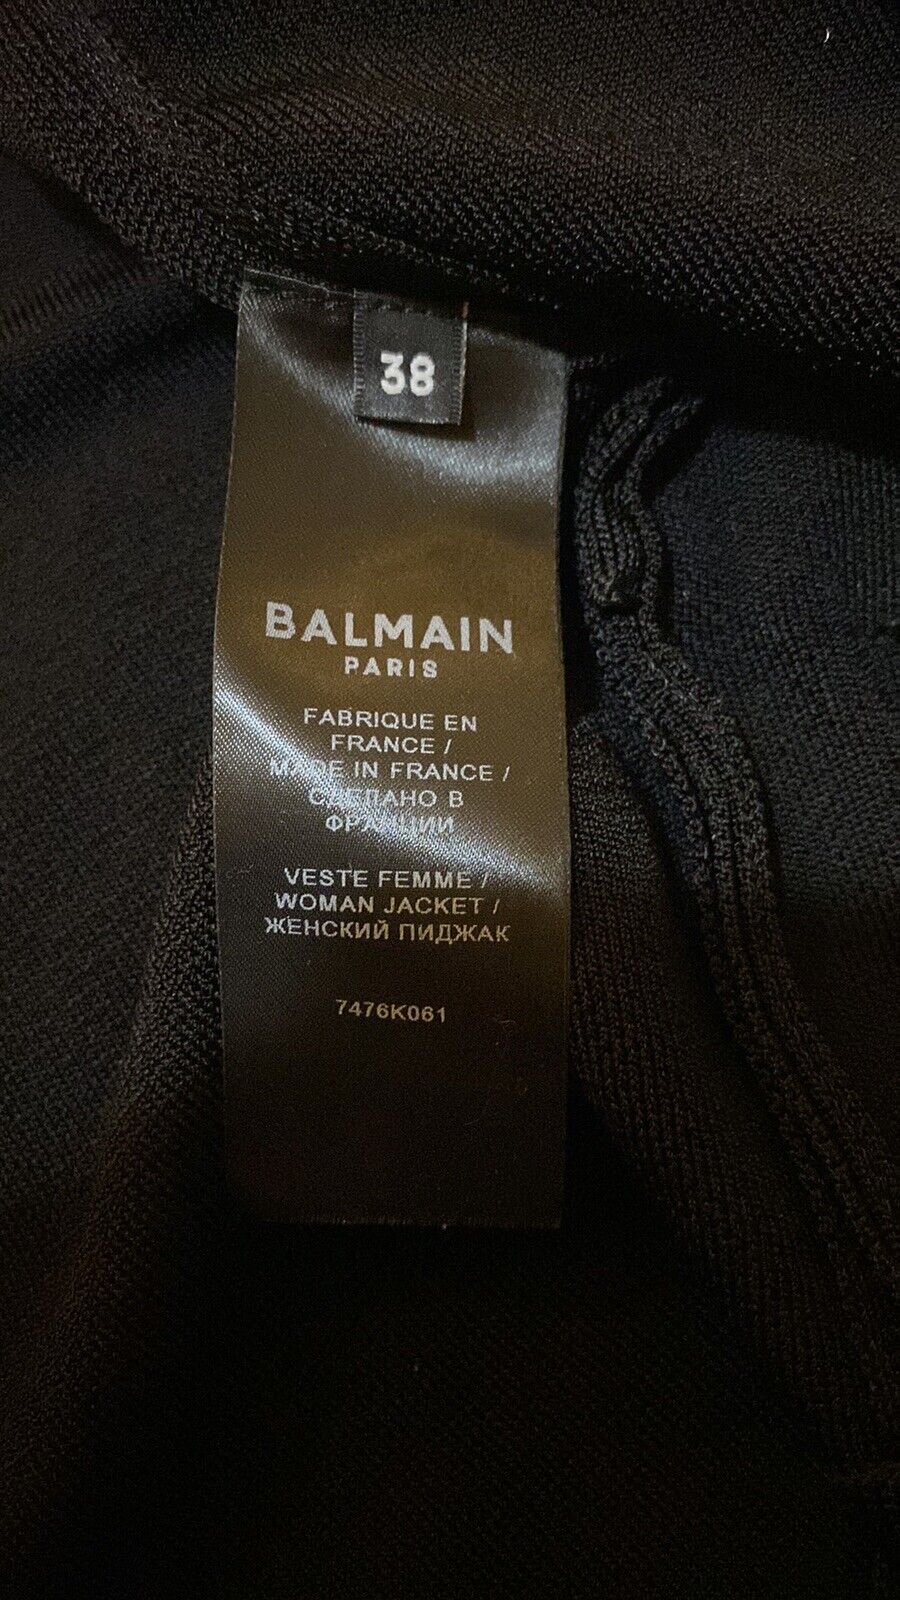 38
BALMAIN
PARIS
FABRIQUE EN
FRANCE /
MADE IN FRANCE /
СДЕЛАНО В
ФРАНЦИИ
VESTE FEMME /
WOMAN JACKET /
ЖЕНСКИЙ ПИДЖАК
7476K061